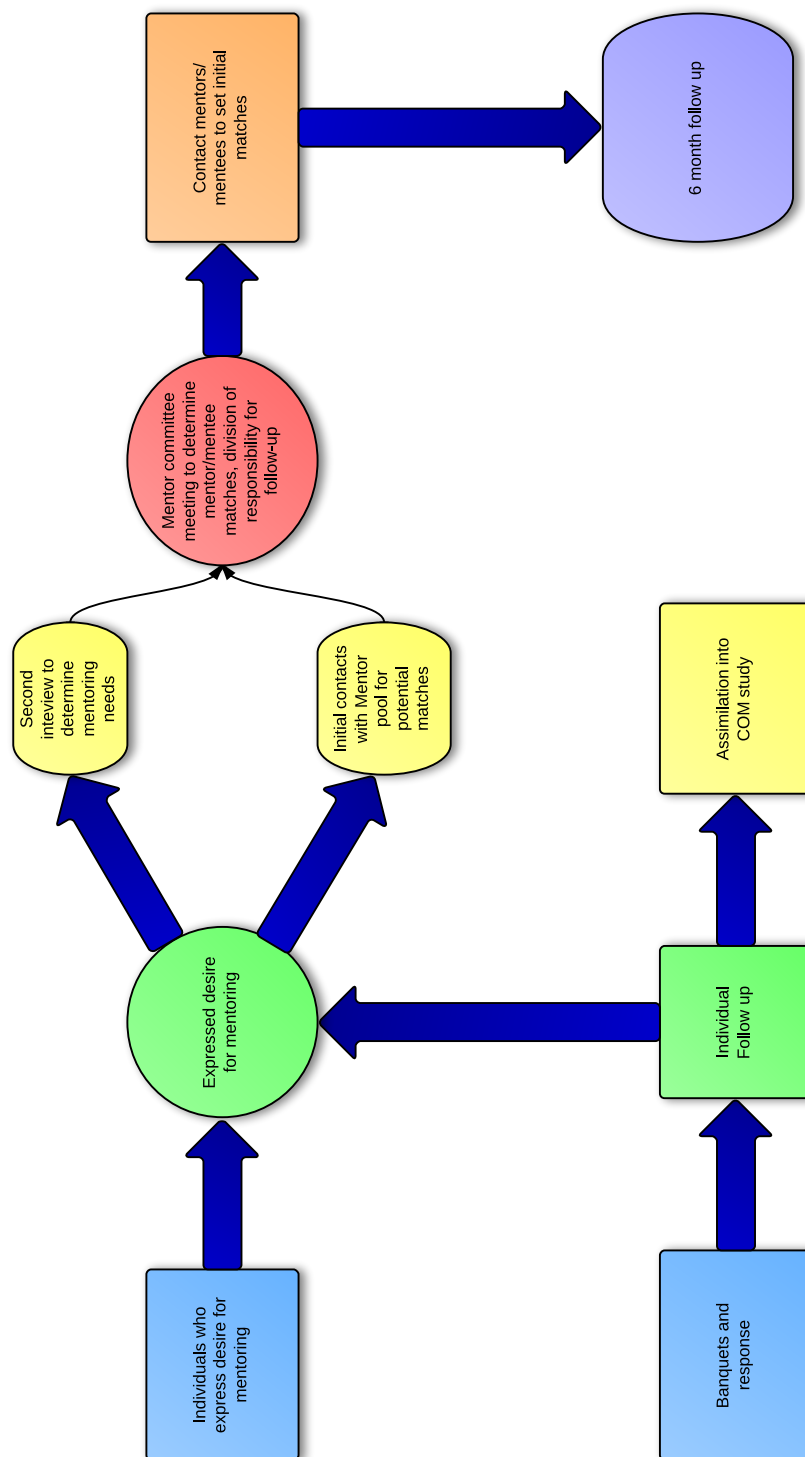 Individuals who
express desire for
mentoring
Expressed desire
for mentoring
Second
inteview to
determine
mentoring
needs
Initial contacts
with Mentor
pool for
potential
matches
Mentor committee
meeting to determine
mentor/mentee
matches, division of
responsibility for
follow-up
Contact mentors/
mentees to set initial
matches
6 month follow up
Banquets and
response
Individual
Follow up
Assimilation into
COM study